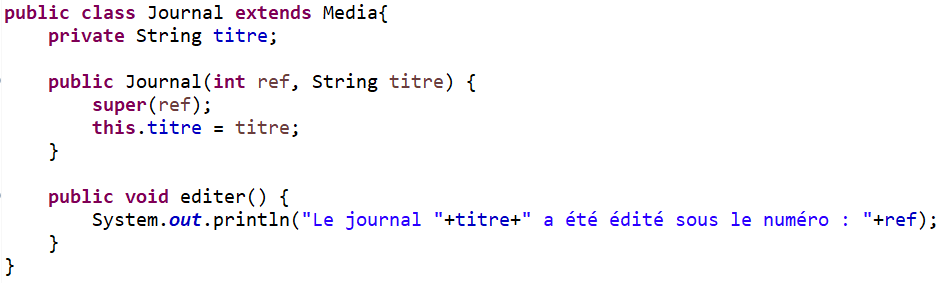 public class Journal extends Media{
    private String titre;
    public Journal(int ref, String titre) {
        super(ref);
        this.titre = titre;
    }
    public void editer() {
        System.out.println("Le journal "+titre+" a été édité sous le numéro : "+ref);
    }
}